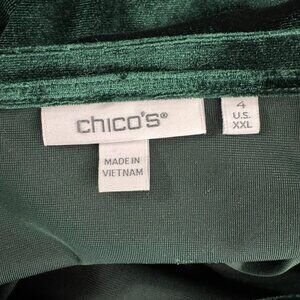 chico's®
4
U.S.
XXL
MADE IN
VIETNAM